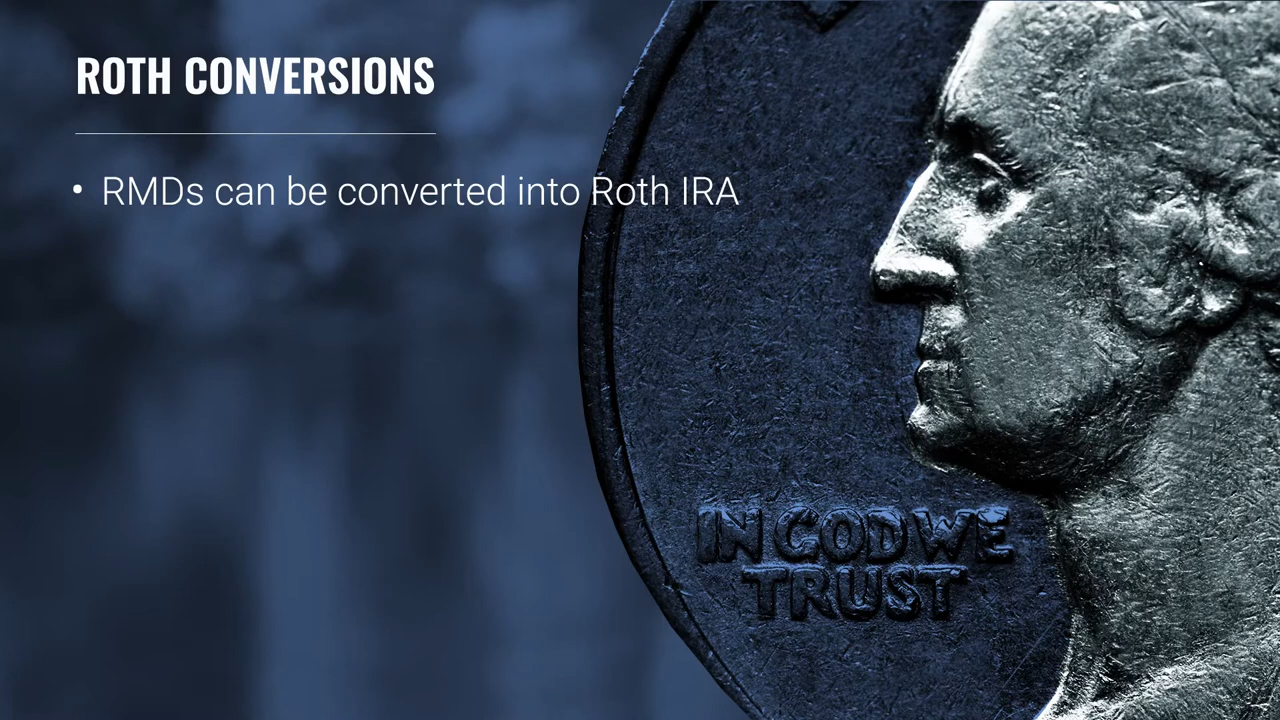 ROTH CONVERSIONS
• RMDs can be converted into Roth IRA
IN GOD WE
TRUST